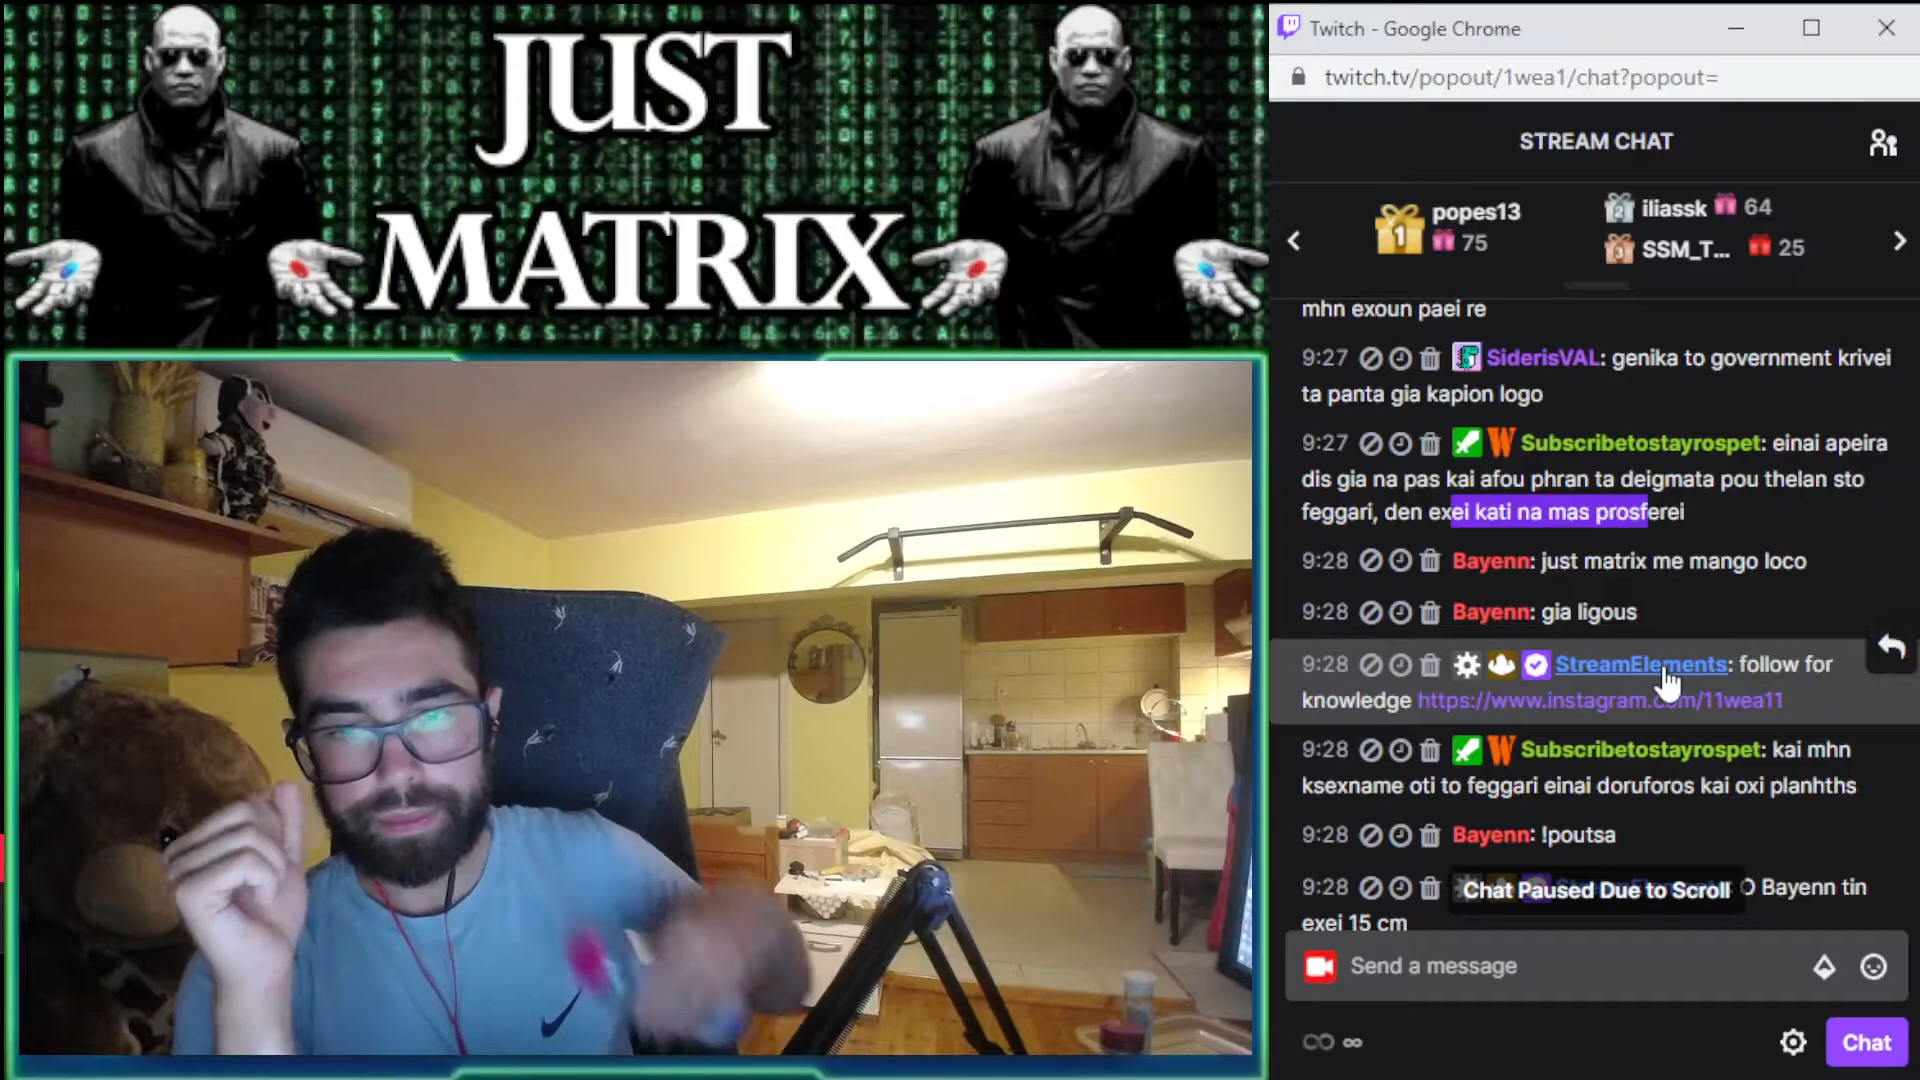 JUST
MATRIX
Twitch - Google Chrome
twitch.tv/popout/1wea1/chat?popout=
STREAM CHAT
1
popes13
75
2
iliassk 64
3
SSM_T... 25
mhn exoun paei re
9:27 SiderisVAL: genika to government krivei
ta panta gia kapion logo
9:27 Subscribetostayrospet: einai apeira
dis gia na pas kai afou phran ta deigmata pou thelan sto
feggari, den exei kati na mas prosferei
9:28 Bayenn: just matrix me mango loco
9:28 Bayenn: gia ligous
9:28 StreamElements: follow for
knowledge https://www.instagram.com/11wea11
9:28 Subscribetostayrospet: kai mhn
ksexname oti to feggari einai doruforos kai oxi planhths
9:28 Bayenn: !poutsa
9:28 Chat Paused Due to Scroll O Bayenn tin
exei 15 cm
Send a message
Chat